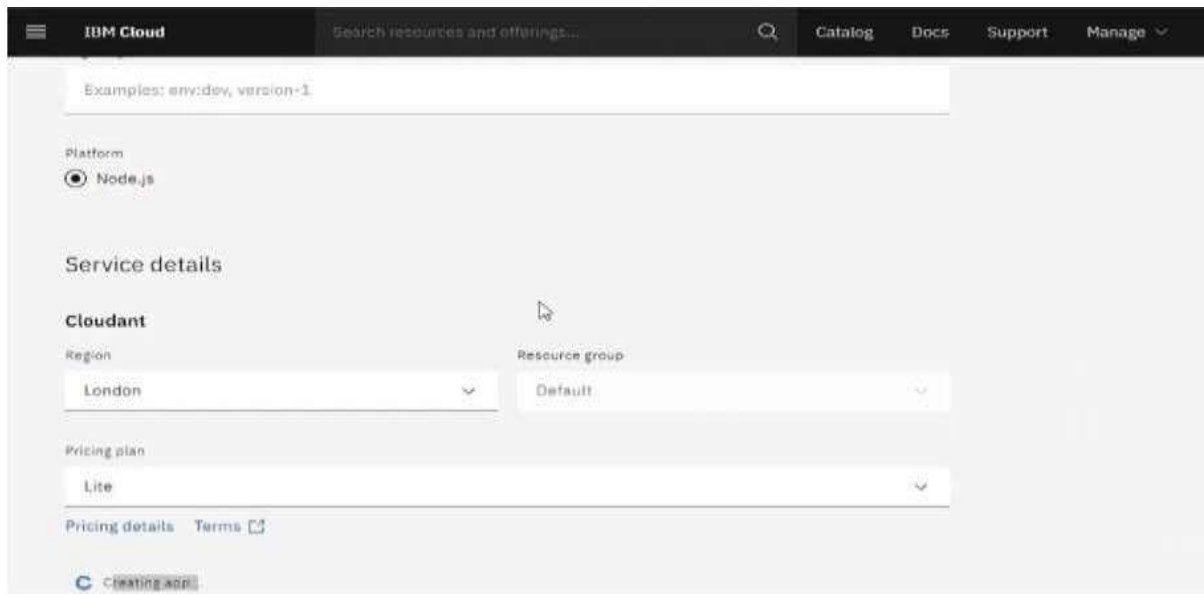 IBM Cloud Search resources and offerings... Catalog Docs Support Manage
Examples: env:dev, version-1
Platform
Node.js
Service details
Cloudant
Region Resource group
London Default
Pricing plan
Lite
Pricing details Terms
Creating app...